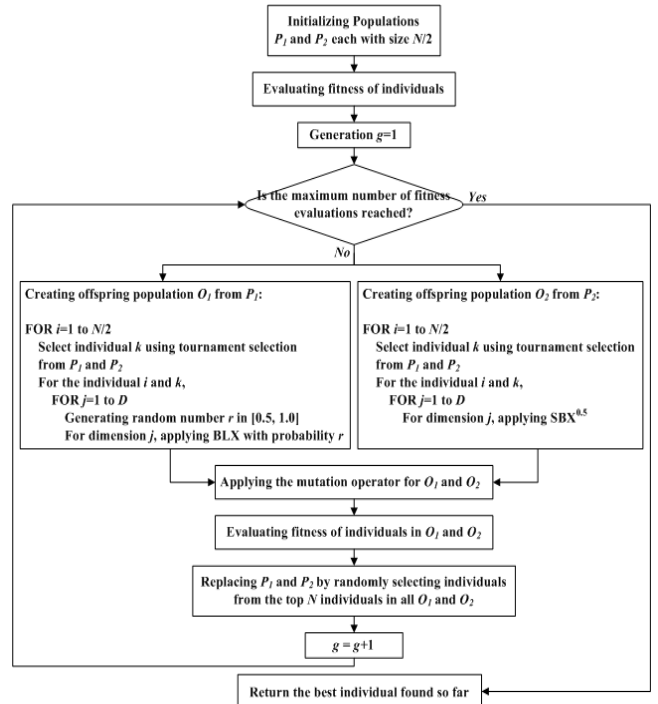 Initializing Populations
P₁ and P₂ each with size N/2
Evaluating fitness of individuals
Generation g=1
Is the maximum number of fitness
evaluations reached?
Yes
No
Creating offspring population O₁ from P₁:
FOR i=1 to N/2
Select individual k using tournament selection
from P₁ and P₂
For the individual i and k,
FOR j=1 to D
Generating random number r in [0.5, 1.0]
For dimension j, applying BLX with probability r
Creating offspring population O₂ from P₂:
FOR i=1 to N/2
Select individual k using tournament selection
from P₁ and P₂
For the individual i and k,
FOR j=1 to D
For dimension j, applying SBX⁰·⁵
Applying the mutation operator for O₁ and O₂
Evaluating fitness of individuals in O₁ and O₂
Replacing P₁ and P₂ by randomly selecting individuals
from the top N individuals in all O₁ and O₂
g = g+1
Return the best individual found so far